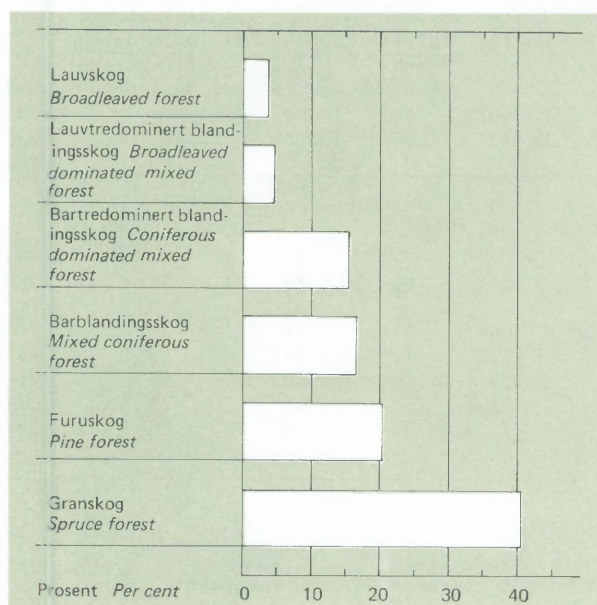 Lauvskog
Broadleaved forest
Lauvtredominert bland-
ingsskog Broadleaved
dominated mixed
forest
Bartredominert bland-
ingsskog Coniferous
dominated mixed
forest
Barblandingsskog
Mixed coniferous
forest
Furuskog
Pine forest
Granskog
Spruce forest
Prosent Per cent 0 10 20 30 40